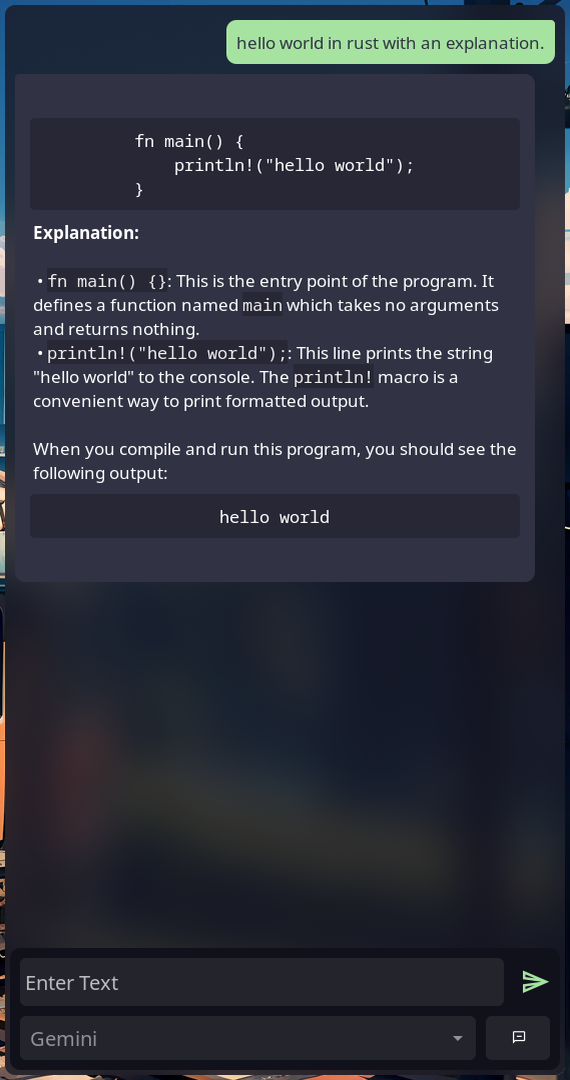 hello world in rust with an explanation.
fn main() {
    println!("hello world");
}
Explanation:
• fn main() {}: This is the entry point of the program. It
defines a function named main which takes no arguments
and returns nothing.
• println!("hello world");: This line prints the string
"hello world" to the console. The println! macro is a
convenient way to print formatted output.
When you compile and run this program, you should see the
following output:
hello world
Enter Text
Gemini